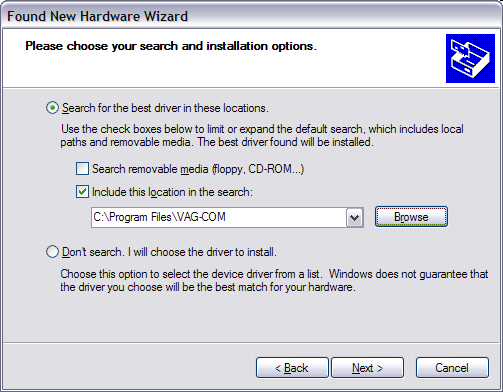 Found New Hardware Wizard
Please choose your search and installation options.
Search for the best driver in these locations.
Use the check boxes below to limit or expand the default search, which includes local
paths and removable media. The best driver found will be installed.
Search removable media (floppy, CD-ROM...)
Include this location in the search:
C:\Program Files\VAG-COM
Browse
Don't search. I will choose the driver to install.
Choose this option to select the device driver from a list. Windows does not guarantee that
the driver you choose will be the best match for your hardware.
< Back
Next >
Cancel